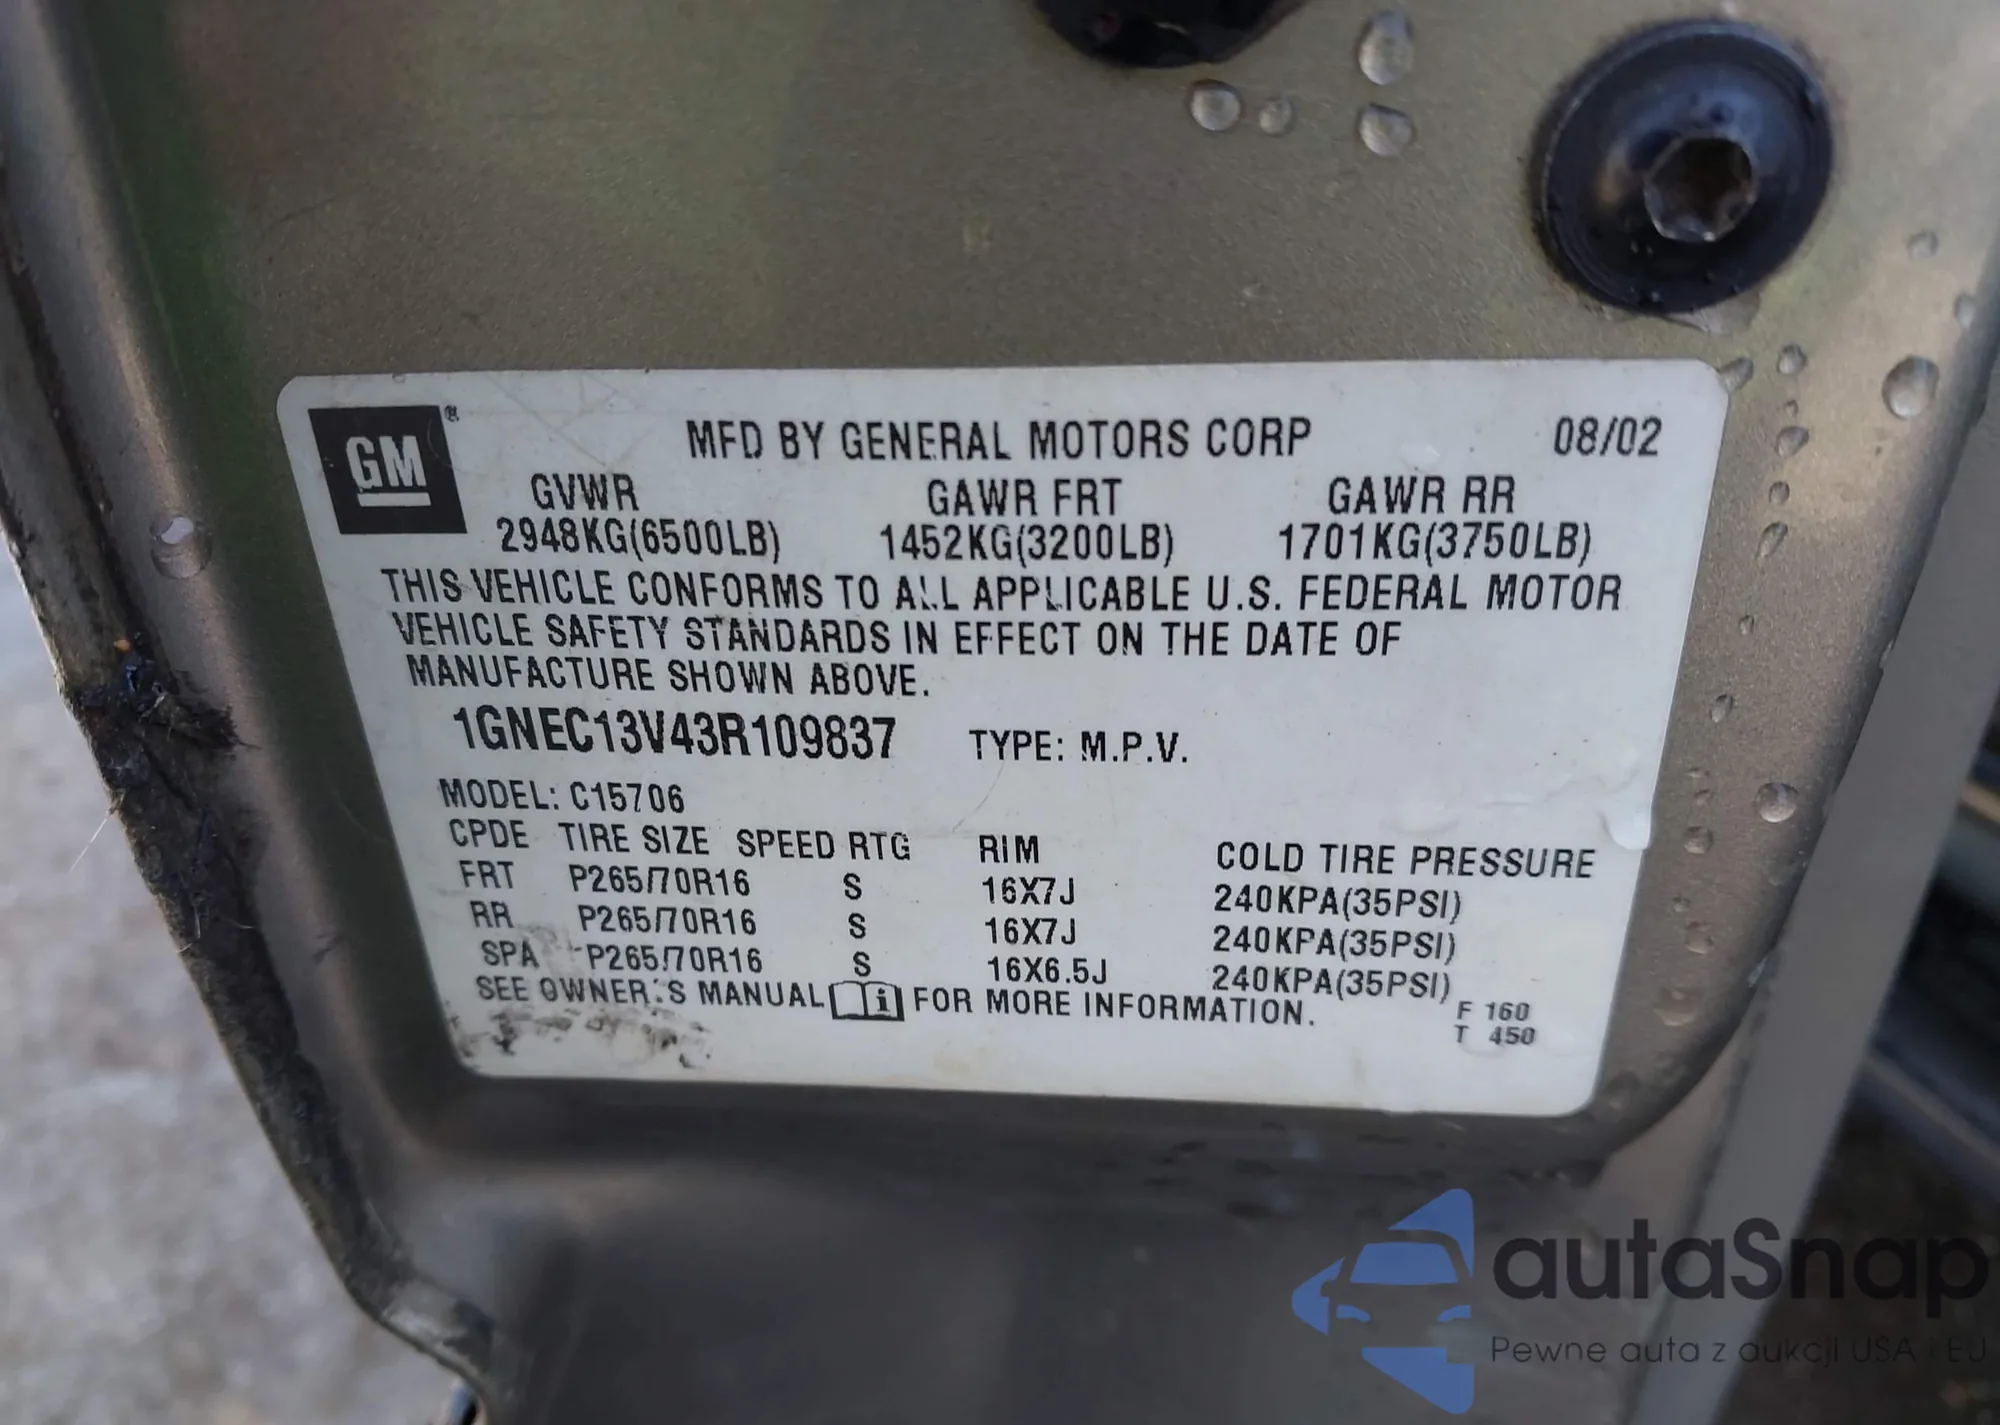 GM ®
MFD BY GENERAL MOTORS CORP 08/02
GVWR GAWR FRT GAWR RR
2948KG(6500LB) 1452KG(3200LB) 1701KG(3750LB)
THIS VEHICLE CONFORMS TO ALL APPLICABLE U.S. FEDERAL MOTOR
VEHICLE SAFETY STANDARDS IN EFFECT ON THE DATE OF
MANUFACTURE SHOWN ABOVE.
1GNEC13V43R109837 TYPE: M.P.V.
MODEL: C15706
CPDE TIRE SIZE SPEED RTG RIM COLD TIRE PRESSURE
FRT P265/70R16 S 16X7J 240KPA(35PSI)
RR P265/70R16 S 16X7J 240KPA(35PSI)
SPA P265/70R16 S 16X6.5J 240KPA(35PSI)
SEE OWNER'S MANUAL i FOR MORE INFORMATION.
F 160
T 450
autaSnap
Pewne auta z aukcji USA i EU